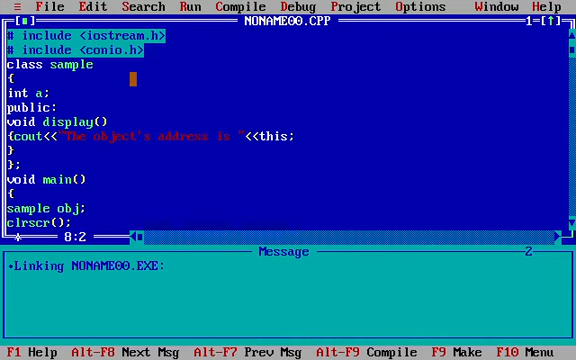 ≡ File Edit Search Run Compile Debug Project Options Window Help
[■] NONAME00.CPP 1=[↑]
# include <iostream.h>
# include <conio.h>
class sample
{
int a;
public:
void display()
{cout<<"The object's address is "<<this;
}
};
void main()
{
sample obj;
clrscr();
8:2
Message 2
•Linking NONAME00.EXE:
F1 Help Alt-F8 Next Msg Alt-F7 Prev Msg Alt-F9 Compile F9 Make F10 Menu